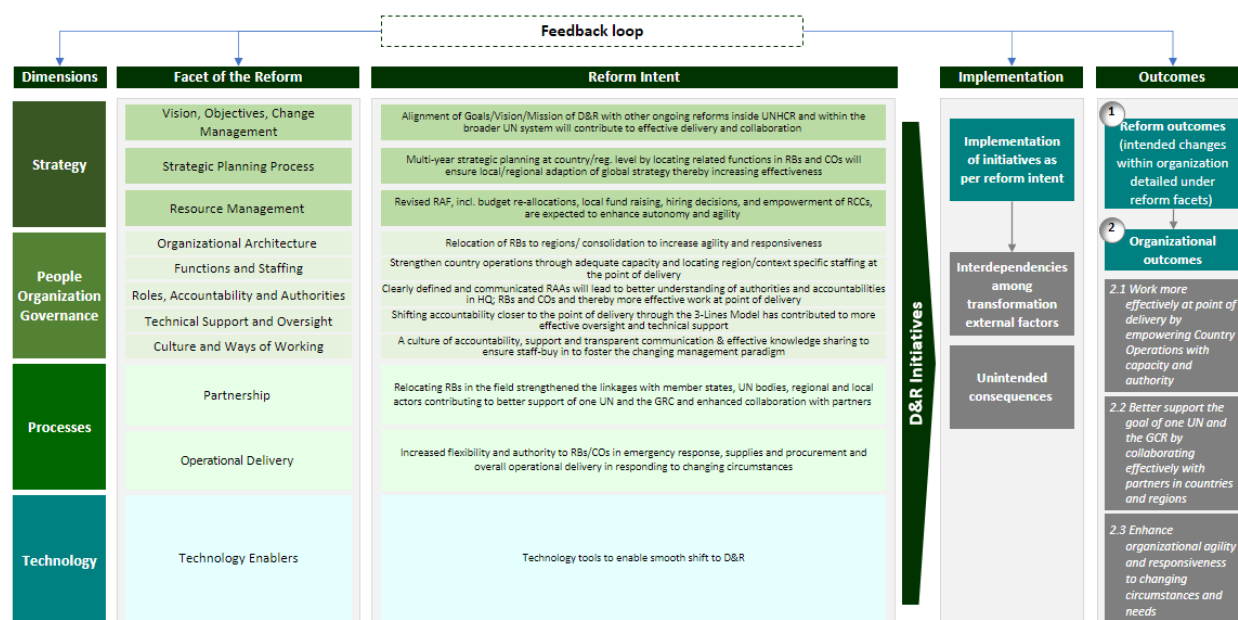 Feedback loop
Dimensions
Facet of the Reform
Reform Intent
Implementation
Outcomes
Strategy
Vision, Objectives, Change
Management
Alignment of Goals/Vision/Mission of D&R with other ongoing reforms inside UNHCR and within the
broader UN system will contribute to effective delivery and collaboration
Strategic Planning Process
Multi-year strategic planning at country/reg. level by locating related functions in RBs and COs will
ensure local/regional adaption of global strategy thereby increasing effectiveness
Resource Management
Revised RAF, incl. budget re-allocations, local fund raising, hiring decisions, and empowerment of RCCs,
are expected to enhance autonomy and agility
People
Organization
Governance
Organizational Architecture
Relocation of RBs to regions/ consolidation to increase agility and responsiveness
Functions and Staffing
Strengthen country operations through adequate capacity and locating region/context specific staffing at
the point of delivery
Roles, Accountability and Authorities
Clearly defined and communicated RAAs will lead to better understanding of authorities and accountabilities
in HQ; RBs and COs and thereby more effective work at point of delivery
Technical Support and Oversight
Shifting accountability closer to the point of delivery through the 3-Lines Model has contributed to more
effective oversight and technical support
Culture and Ways of Working
A culture of accountability, support and transparent communication & effective knowledge sharing to
ensure staff-buy in to foster the changing management paradigm
Processes
Partnership
Relocating RBs in the field strengthened the linkages with member states, UN bodies, regional and local
actors contributing to better support of one UN and the GRC and enhanced collaboration with partners
Operational Delivery
Increased flexibility and authority to RBs/COs in emergency response, supplies and procurement and
overall operational delivery in responding to changing circumstances
Technology
Technology Enablers
Technology tools to enable smooth shift to D&R
D&R Initiatives
Implementation
of initiatives as
per reform intent
Interdependencies
among
transformation
external factors
Unintended
consequences
1
Reform outcomes
(intended changes
within organization
detailed under
reform facets)
2
Organizational
outcomes
2.1 Work more
effectively at point of
delivery by
empowering Country
Operations with
capacity and
authority
2.2 Better support the
goal of one UN and
the GCR by
collaborating
effectively with
partners in countries
and regions
2.3 Enhance
organizational agility
and responsiveness
to changing
circumstances and
needs